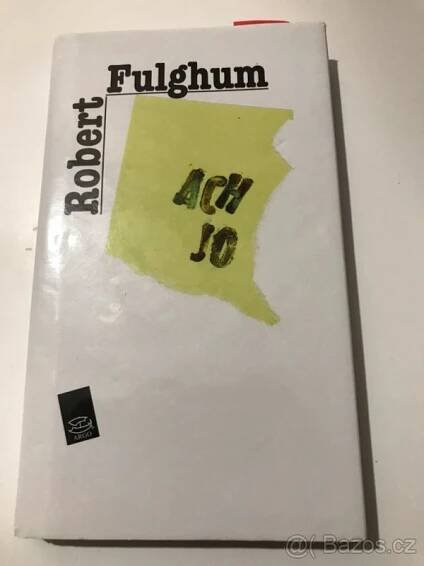 Robert
Fulghum
ACH
JO
ARGO
@( Bazos.cz